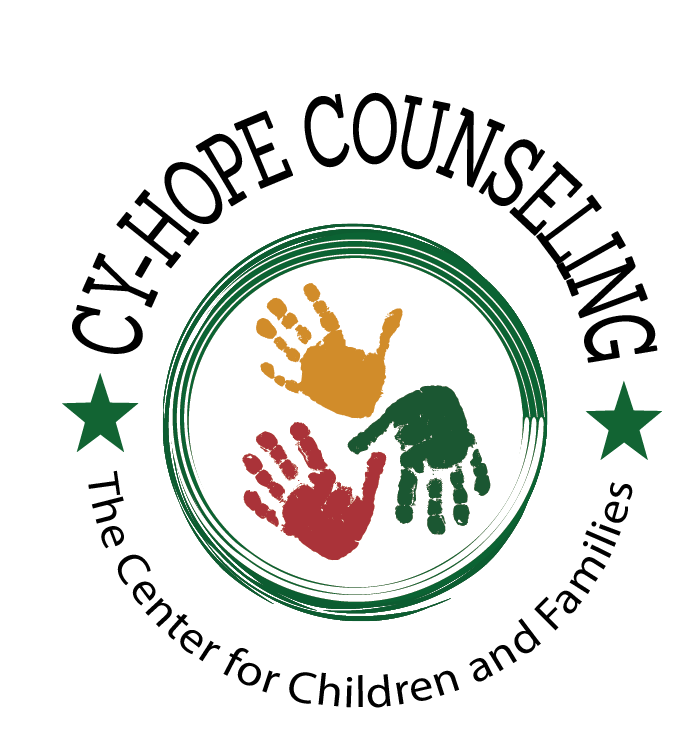 CY-HOPE COUNSELING
The Center for Children and Families